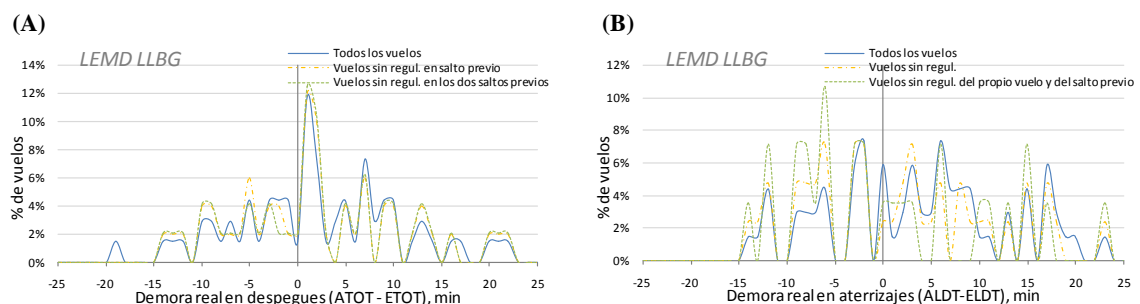 (A)
LEMD LLBG
Todos los vuelos
Vuelos sin regul. en salto previo
Vuelos sin regul. en los dos saltos previos
14%
12%
10%
8%
6%
4%
2%
0%
% de vuelos
-25 -20 -15 -10 -5 0 5 10 15 20 25
Demora real en despegues (ATOT - ETOT), min
(B)
LEMD LLBG
Todos los vuelos
Vuelos sin regul.
Vuelos sin regul. del propio vuelo y del salto previo
12%
10%
8%
6%
4%
2%
0%
% de vuelos
-25 -20 -15 -10 -5 0 5 10 15 20 25
Demora real en aterrizajes (ALDT-ELDT), min